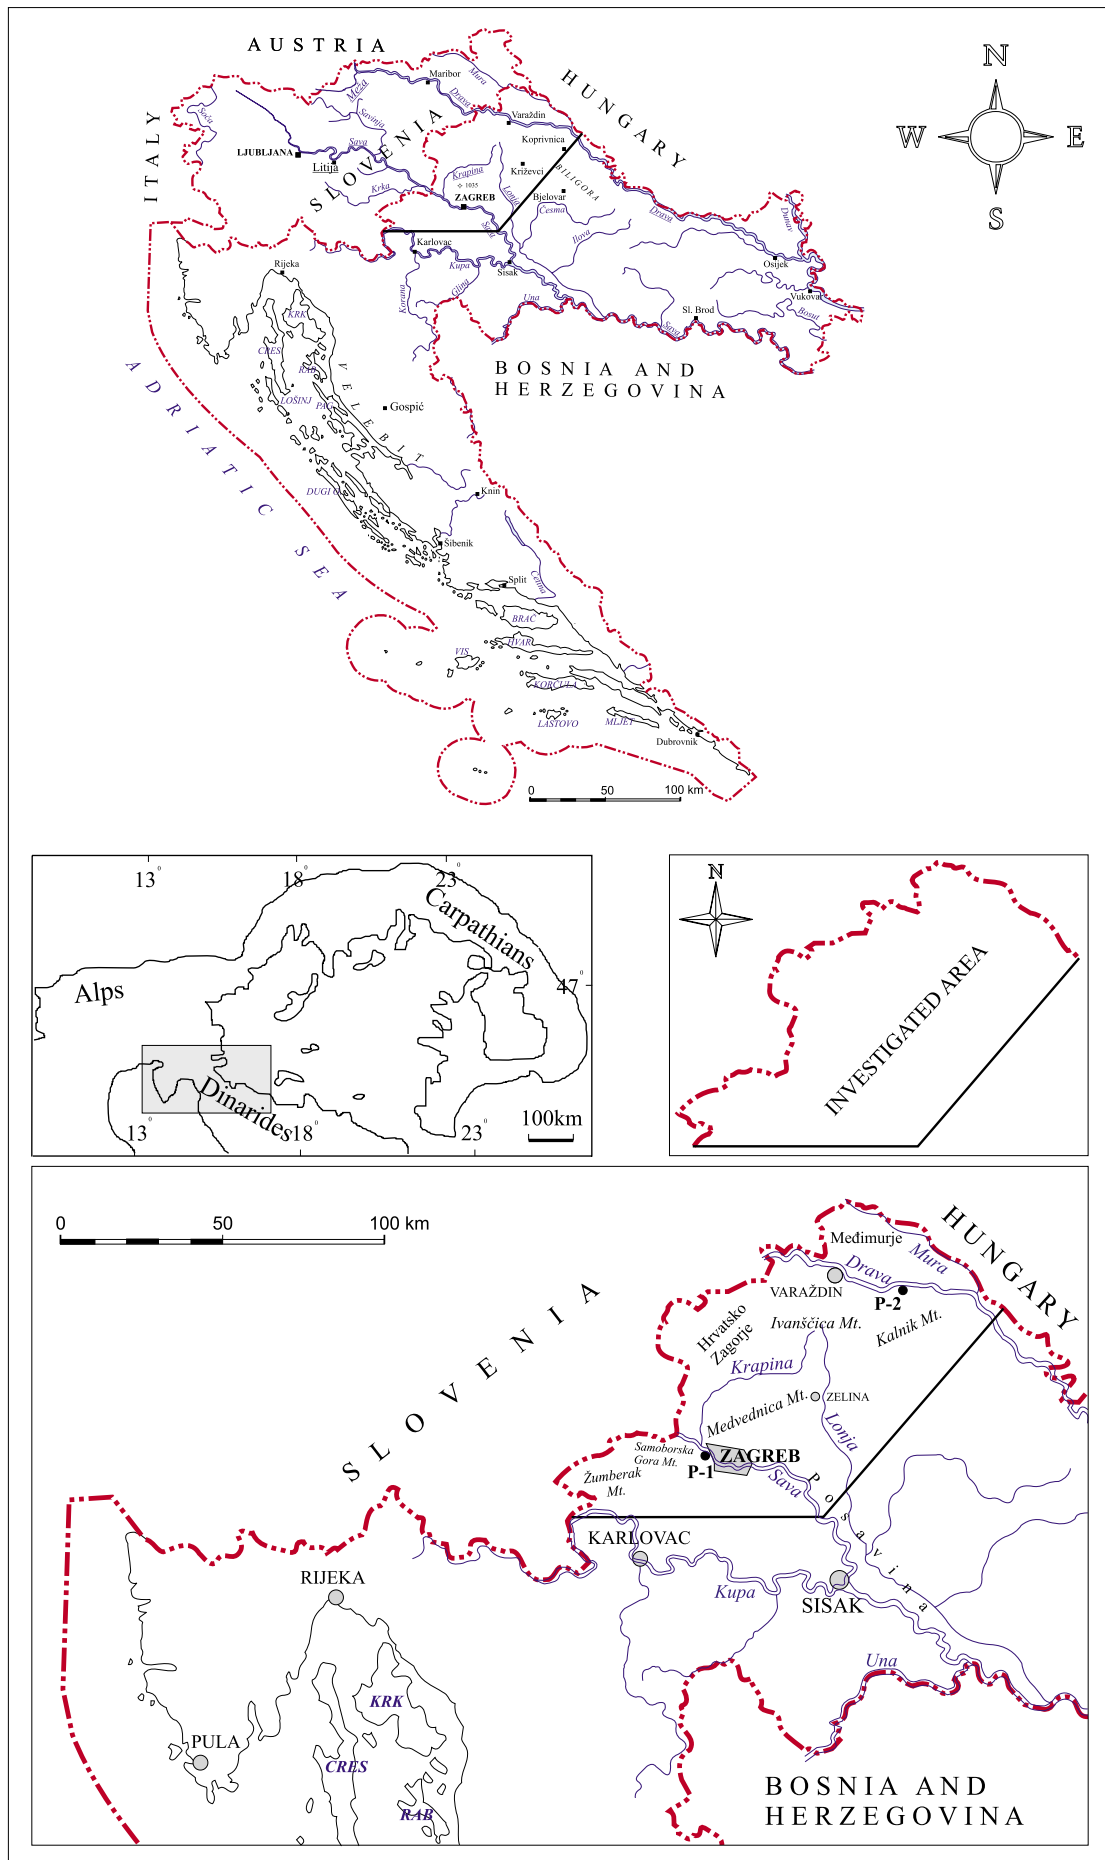 AUSTRIA
HUNGARY
ITALY
SLOVENIA
N
W
E
S
Maribor
Mura
Drava
Meža
Savinja
Soča
Varaždin
Koprivnica
LJUBLJANA
Sava
Litija
Krapina
1035
Križevci
BILIGORA
Krka
Lonja
ZAGREB
Bjelovar
Česma
Sava
Ilova
Drava
Dunav
Karlovac
Kupa
Sisak
Osijek
Rijeka
Korana
Glina
Una
Vukovar
Bosut
Sl. Brod
Sava
KRK
CRES
RAB
VELEBIT
BOSNIA AND
HERZEGOVINA
LOŠINJ
PAG
Gospić
ADRIATIC SEA
DUGI O.
Knin
Šibenik
Cetina
Split
BRAČ
HVAR
VIS
KORČULA
LASTOVO
MLJET
Dubrovnik
0 50 100 km
13° 18° 23°
Carpathians
Alps
47°
Dinarides
100km
13° 18° 23°
N
INVESTIGATED AREA
0 50 100 km
SLOVENIA
HUNGARY
Međimurje
Mura
Drava
VARAŽDIN
P-2
Hrvatsko
Zagorje
Ivanščica Mt.
Kalnik Mt.
Krapina
Medvednica Mt.
ZELINA
Lonja
Samoborska
Gora Mt.
ZAGREB
P-1
Žumberak
Mt.
Sava
Posavina
KARLOVAC
RIJEKA
Kupa
SISAK
Una
KRK
PULA
CRES
RAB
BOSNIA AND
HERZEGOVINA